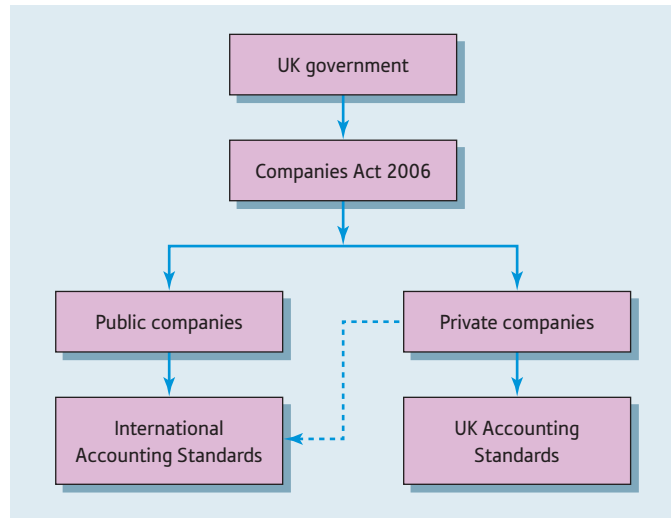 UK government
Companies Act 2006
Public companies
Private companies
International
Accounting Standards
UK Accounting
Standards